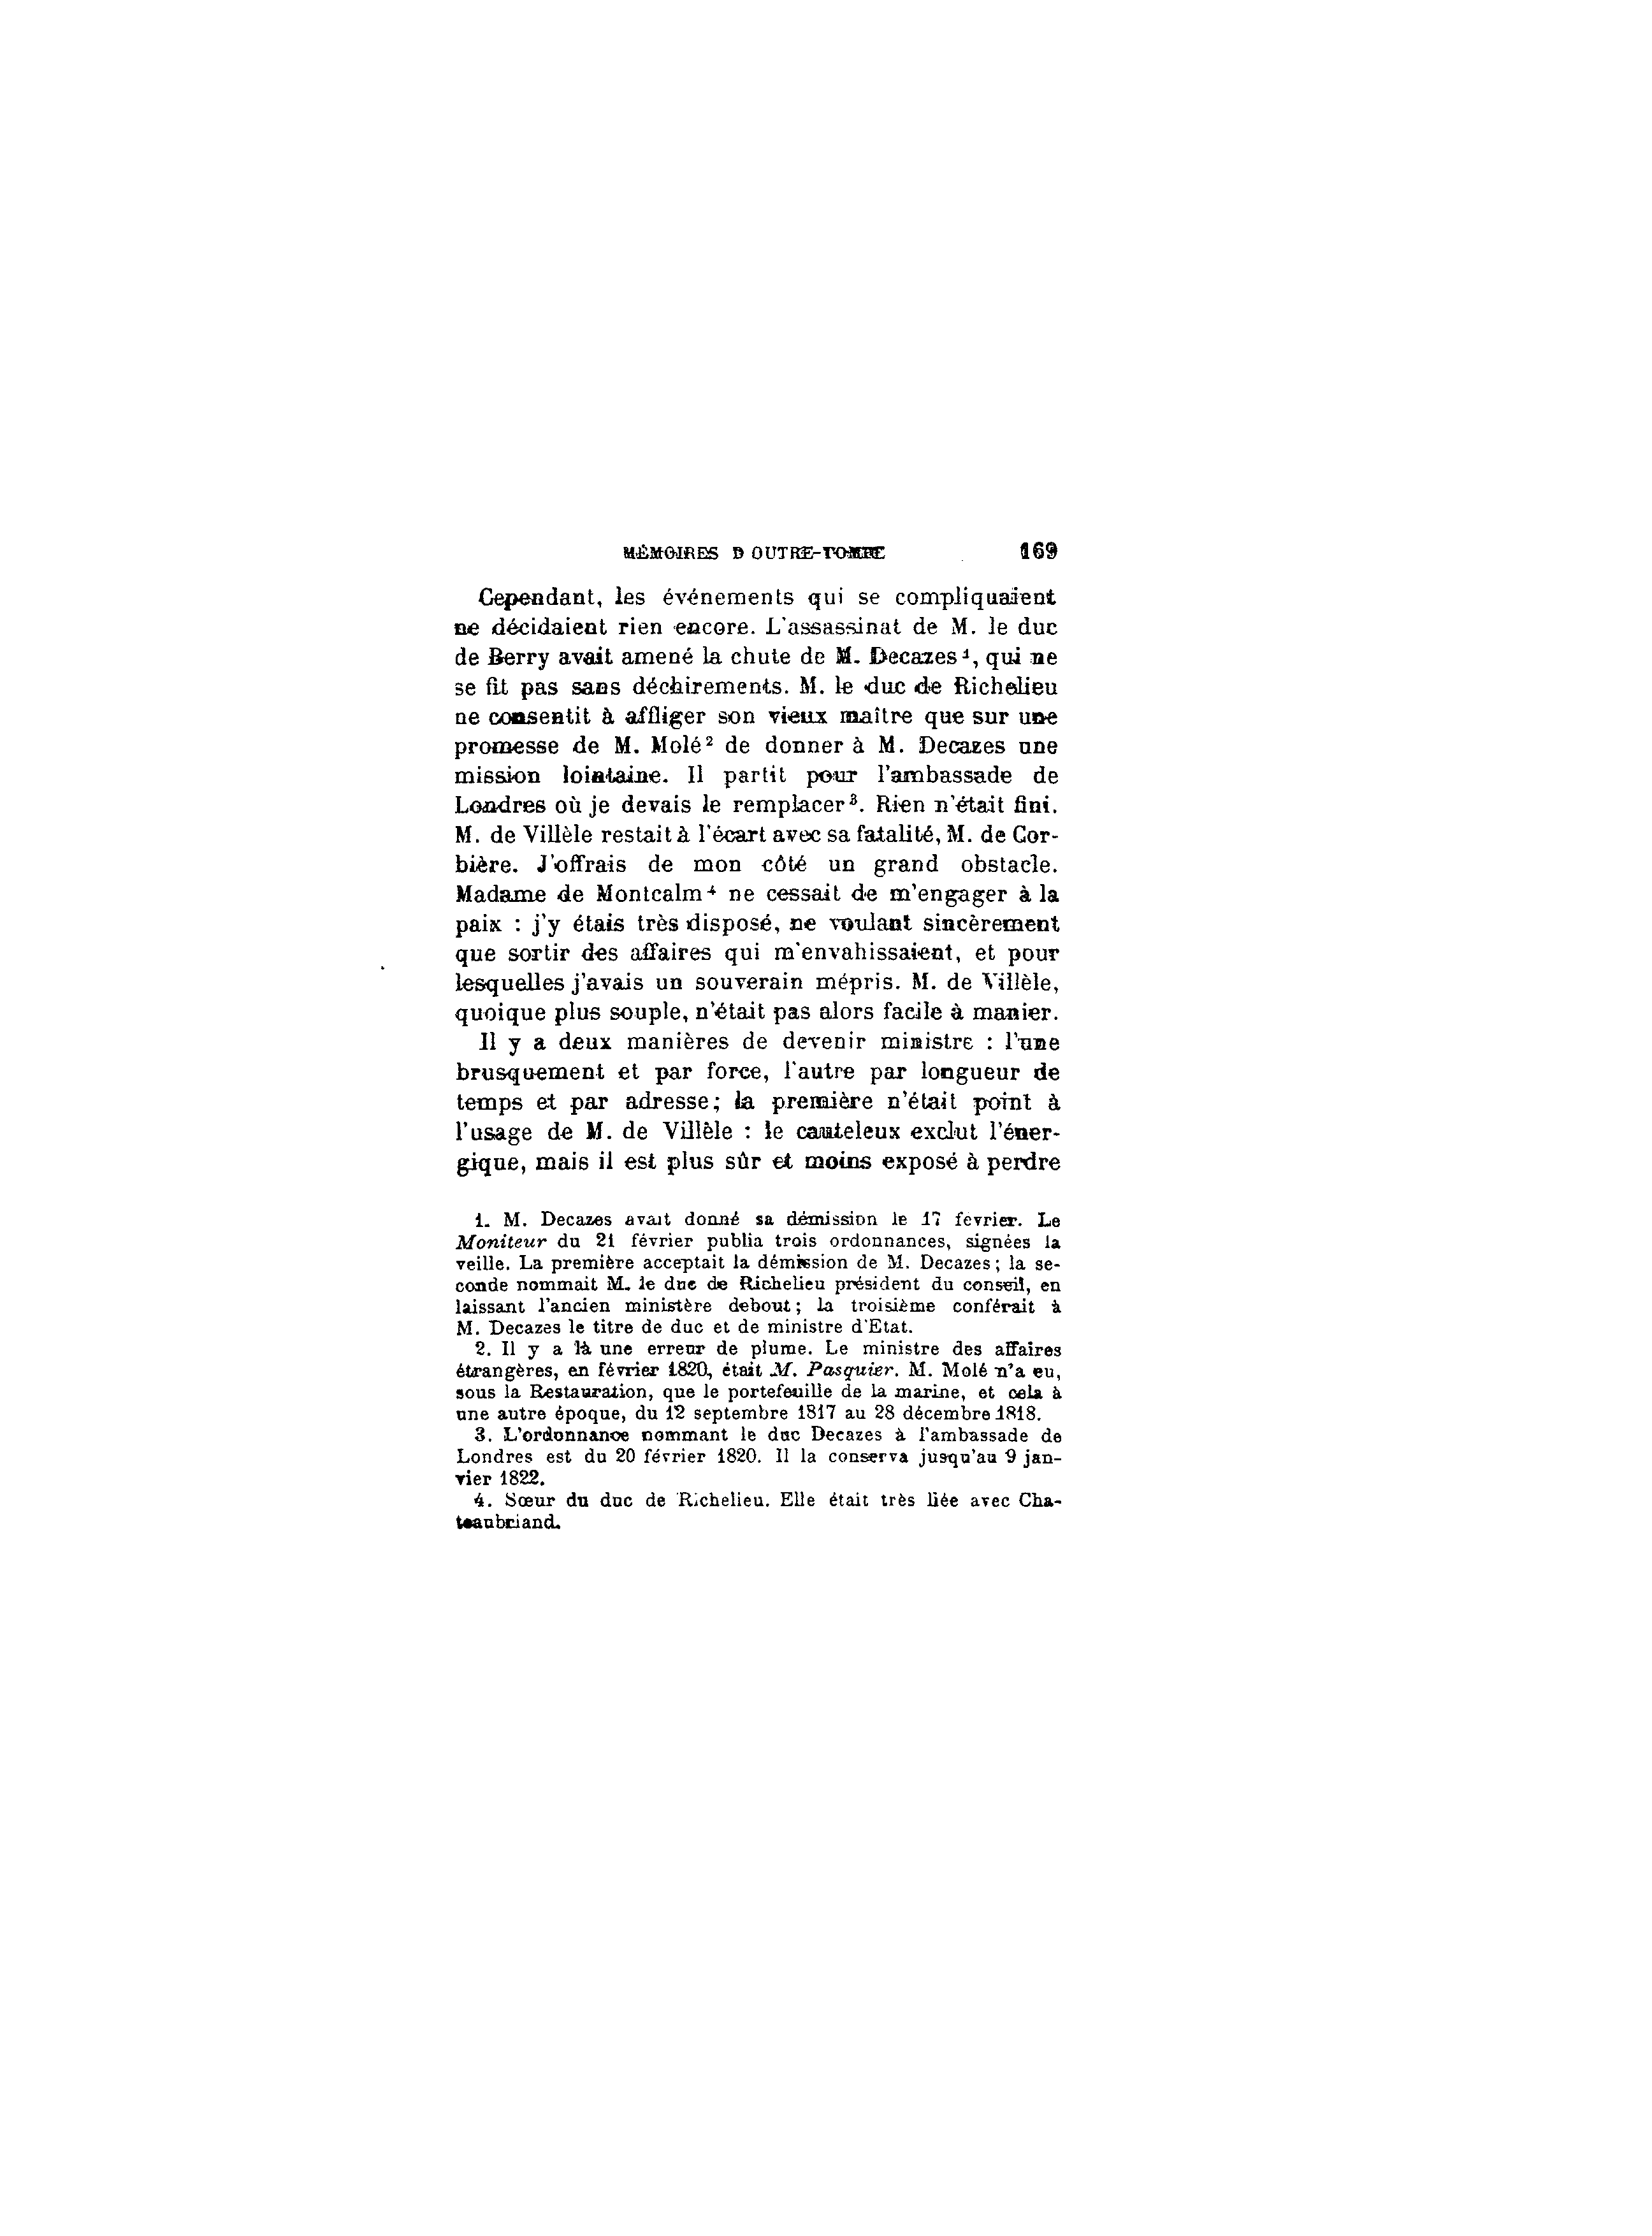 MÉMOIRES D OUTRE-TOMBE 169
Cependant, les événements qui se compliquaient
ne décidaient rien encore. L'assassinat de M. le duc
de Berry avait amené la chute de M. Decazes¹, qui ne
se fit pas sans déchirements. M. le duc de Richelieu
ne consentit à affliger son vieux maître que sur une
promesse de M. Molé² de donner à M. Decazes une
mission lointaine. Il partit pour l'ambassade de
Londres où je devais le remplacer³. Rien n'était fini.
M. de Villèle restait à l'écart avec sa fatalité, M. de Cor-
bière. J'offrais de mon côté un grand obstacle.
Madame de Montcalm⁴ ne cessait de m'engager à la
paix : j'y étais très disposé, ne voulant sincèrement
que sortir des affaires qui m'envahissaient, et pour
lesquelles j'avais un souverain mépris. M. de Villèle,
quoique plus souple, n'était pas alors facile à manier.
Il y a deux manières de devenir ministre : l'une
brusquement et par force, l'autre par longueur de
temps et par adresse; la première n'était point à
l'usage de M. de Villèle : le cauteleux exclut l'éner-
gique, mais il est plus sûr et moins exposé à perdre
1. M. Decazes avait donné sa démission le 17 fevrier. Le
Moniteur du 21 février publia trois ordonnances, signées la
veille. La première acceptait la démission de M. Decazes; la se-
conde nommait M. le duc de Richelieu président du conseil, en
laissant l'ancien ministère debout; la troisième conférait à
M. Decazes le titre de duc et de ministre d'Etat.
2. Il y a là une erreur de plume. Le ministre des affaires
étrangères, en février 1820, était M. Pasquier. M. Molé n'a eu,
sous la Restauration, que le portefeuille de la marine, et cela à
une autre époque, du 12 septembre 1817 au 28 décembre 1818.
3. L'ordonnance nommant le duc Decazes à l'ambassade de
Londres est du 20 février 1820. Il la conserva jusqu'au 9 jan-
vier 1822.
4. Sœur du duc de Richelieu. Elle était très liée avec Cha-
teaubriand.